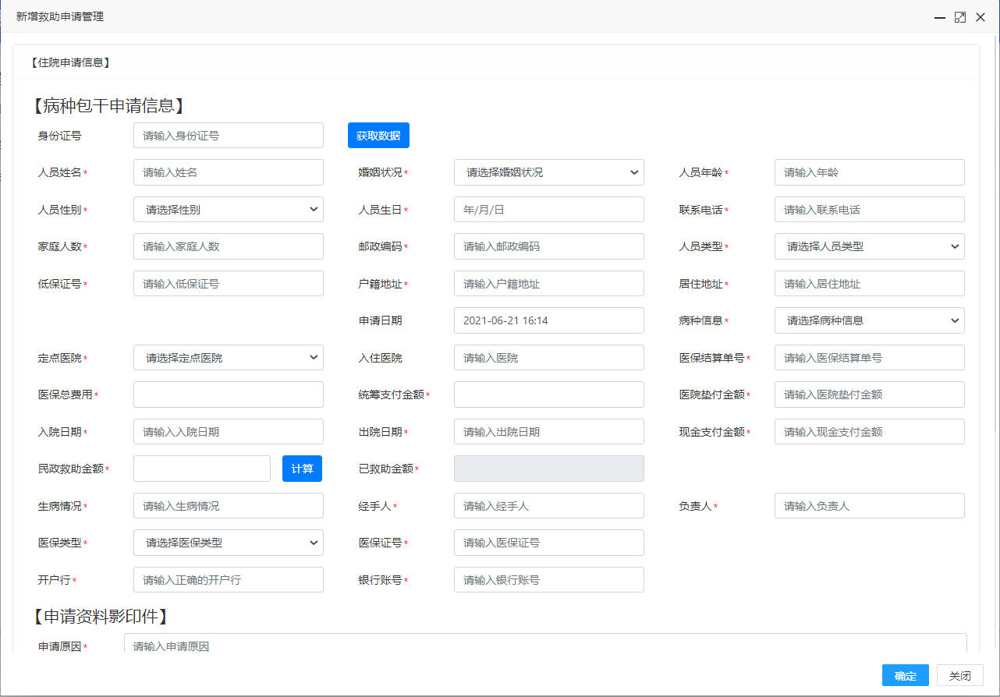 新增救助申请管理
【住院申请信息】
【病种包干申请信息】
身份证号 请输入身份证号 获取数据
人员姓名* 请输入姓名 婚姻状况* 请选择婚姻状况 人员年龄* 请输入年龄
人员性别* 请选择性别 人员生日* 年/月/日 联系电话* 请输入联系电话
家庭人数* 请输入家庭人数 邮政编码* 请输入邮政编码 人员类型* 请选择人员类型
低保证号* 请输入低保证号 户籍地址* 请输入户籍地址 居住地址* 请输入居住地址
申请日期 2021-06-21 16:14 病种信息* 请选择病种信息
定点医院* 请选择定点医院 入住医院 请输入医院 医保结算单号* 请输入医保结算单号
医保总费用* 统筹支付金额* 医院垫付金额* 请输入医院垫付金额
入院日期* 请输入入院日期 出院日期* 请输入出院日期 现金支付金额* 请输入现金支付金额
民政救助金额* 计算 已救助金额*
生病情况* 请输入生病情况 经手人* 请输入经手人 负责人* 请输入负责人
医保类型* 请选择医保类型 医保证号* 请输入医保证号
开户行* 请输入正确的开户行 银行账号* 请输入银行账号
【申请资料影印件】
申请原因* 请输入申请原因
确定 关闭